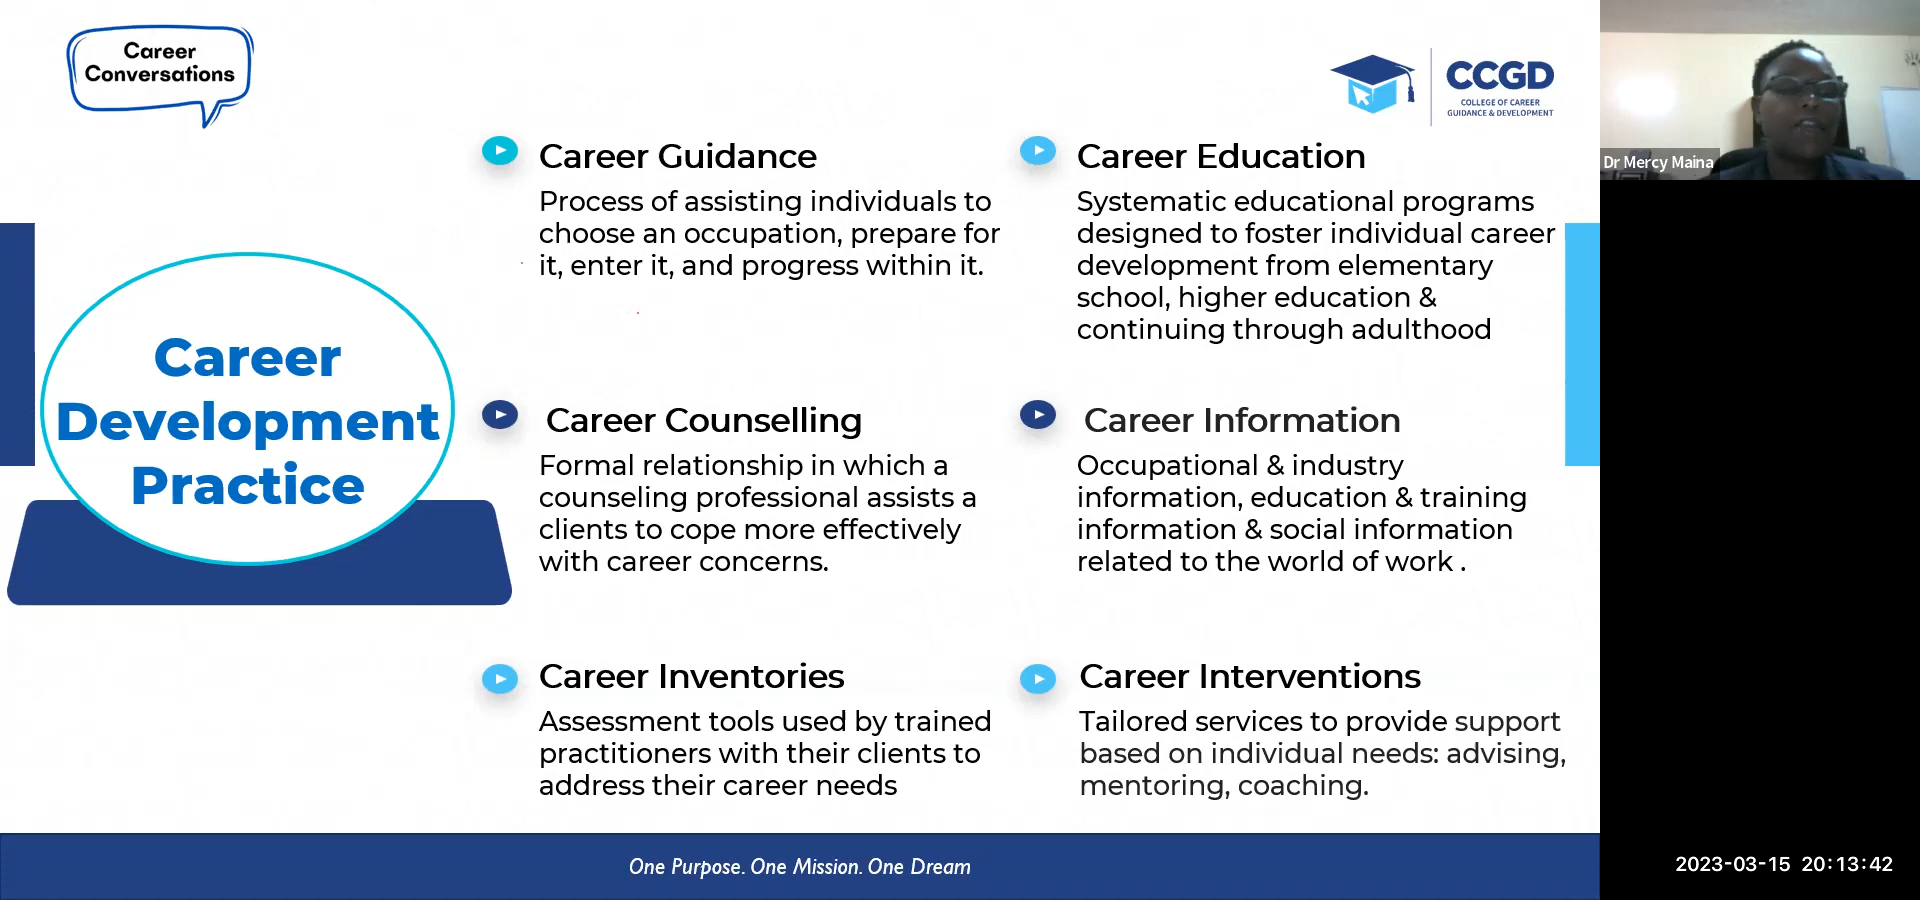 Career
Conversations
CCGD
COLLEGE OF CAREER
GUIDANCE & DEVELOPMENT
Dr Mercy Maina
Career
Development
Practice
Career Guidance
Process of assisting individuals to
choose an occupation, prepare for
it, enter it, and progress within it.
Career Education
Systematic educational programs
designed to foster individual career
development from elementary
school, higher education &
continuing through adulthood
Career Counselling
Formal relationship in which a
counseling professional assists a
clients to cope more effectively
with career concerns.
Career Information
Occupational & industry
information, education & training
information & social information
related to the world of work .
Career Inventories
Assessment tools used by trained
practitioners with their clients to
address their career needs
Career Interventions
Tailored services to provide support
based on individual needs: advising,
mentoring, coaching.
One Purpose. One Mission. One Dream
2023-03-15 20:13:42